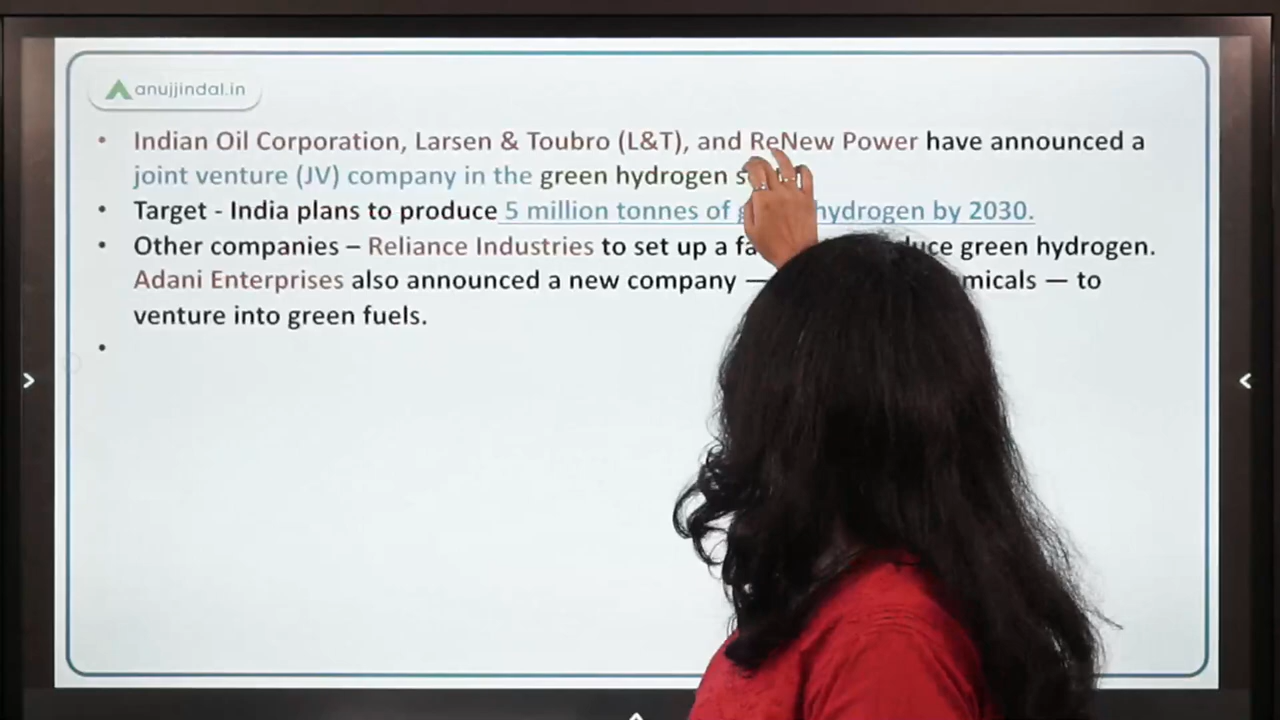 anujjindal.in
• Indian Oil Corporation, Larsen & Toubro (L&T), and ReNew Power have announced a
joint venture (JV) company in the green hydrogen
• Target - India plans to produce 5 million tonnes of hydrogen by 2030.
• Other companies – Reliance Industries to set up a green hydrogen.
Adani Enterprises also announced a new company — — to
venture into green fuels.
•